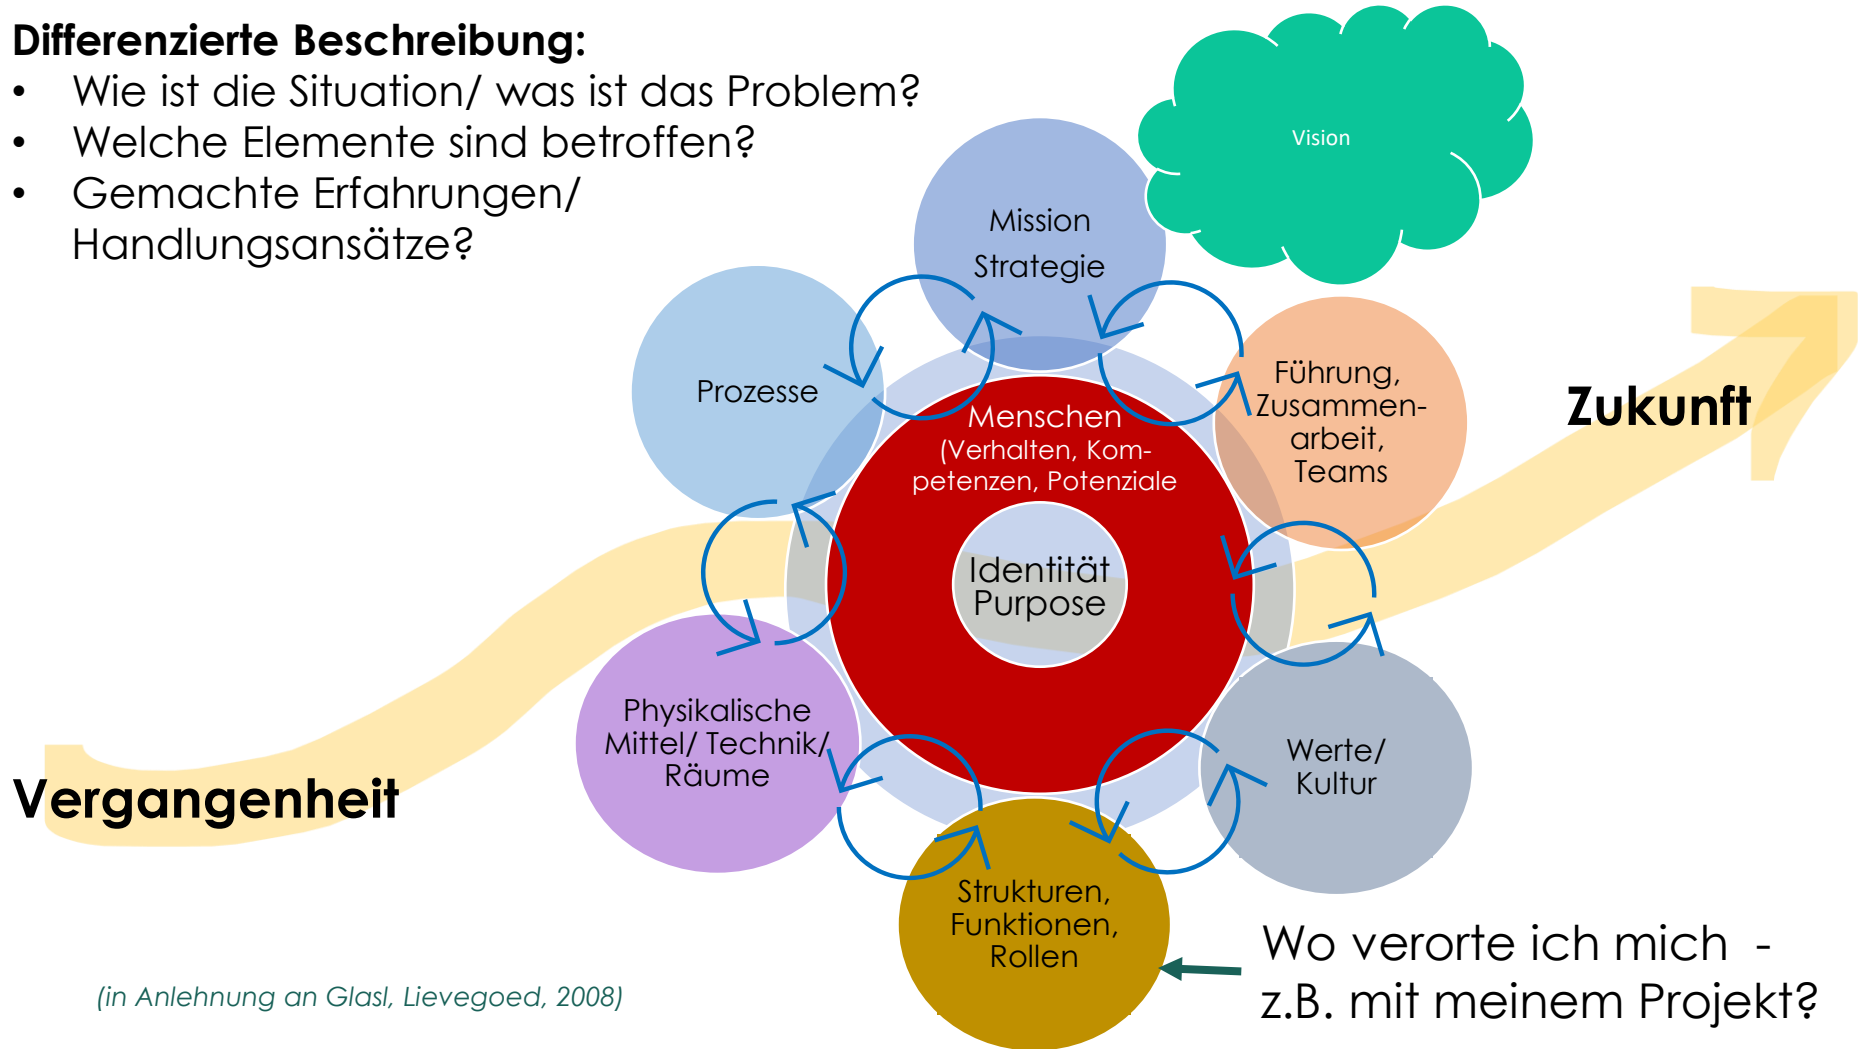 Differenzierte Beschreibung:
• Wie ist die Situation/ was ist das Problem?
• Welche Elemente sind betroffen?
• Gemachte Erfahrungen/
Handlungsansätze?
Vision
Mission
Strategie
Prozesse
Führung,
Zusammen-
arbeit,
Teams
Zukunft
Menschen
(Verhalten, Kom-
petenzen, Potenziale
Identität
Purpose
Physikalische
Mittel/ Technik/
Räume
Werte/
Kultur
Vergangenheit
Strukturen,
Funktionen,
Rollen
Wo verorte ich mich -
z.B. mit meinem Projekt?
(in Anlehnung an Glasl, Lievegoed, 2008)